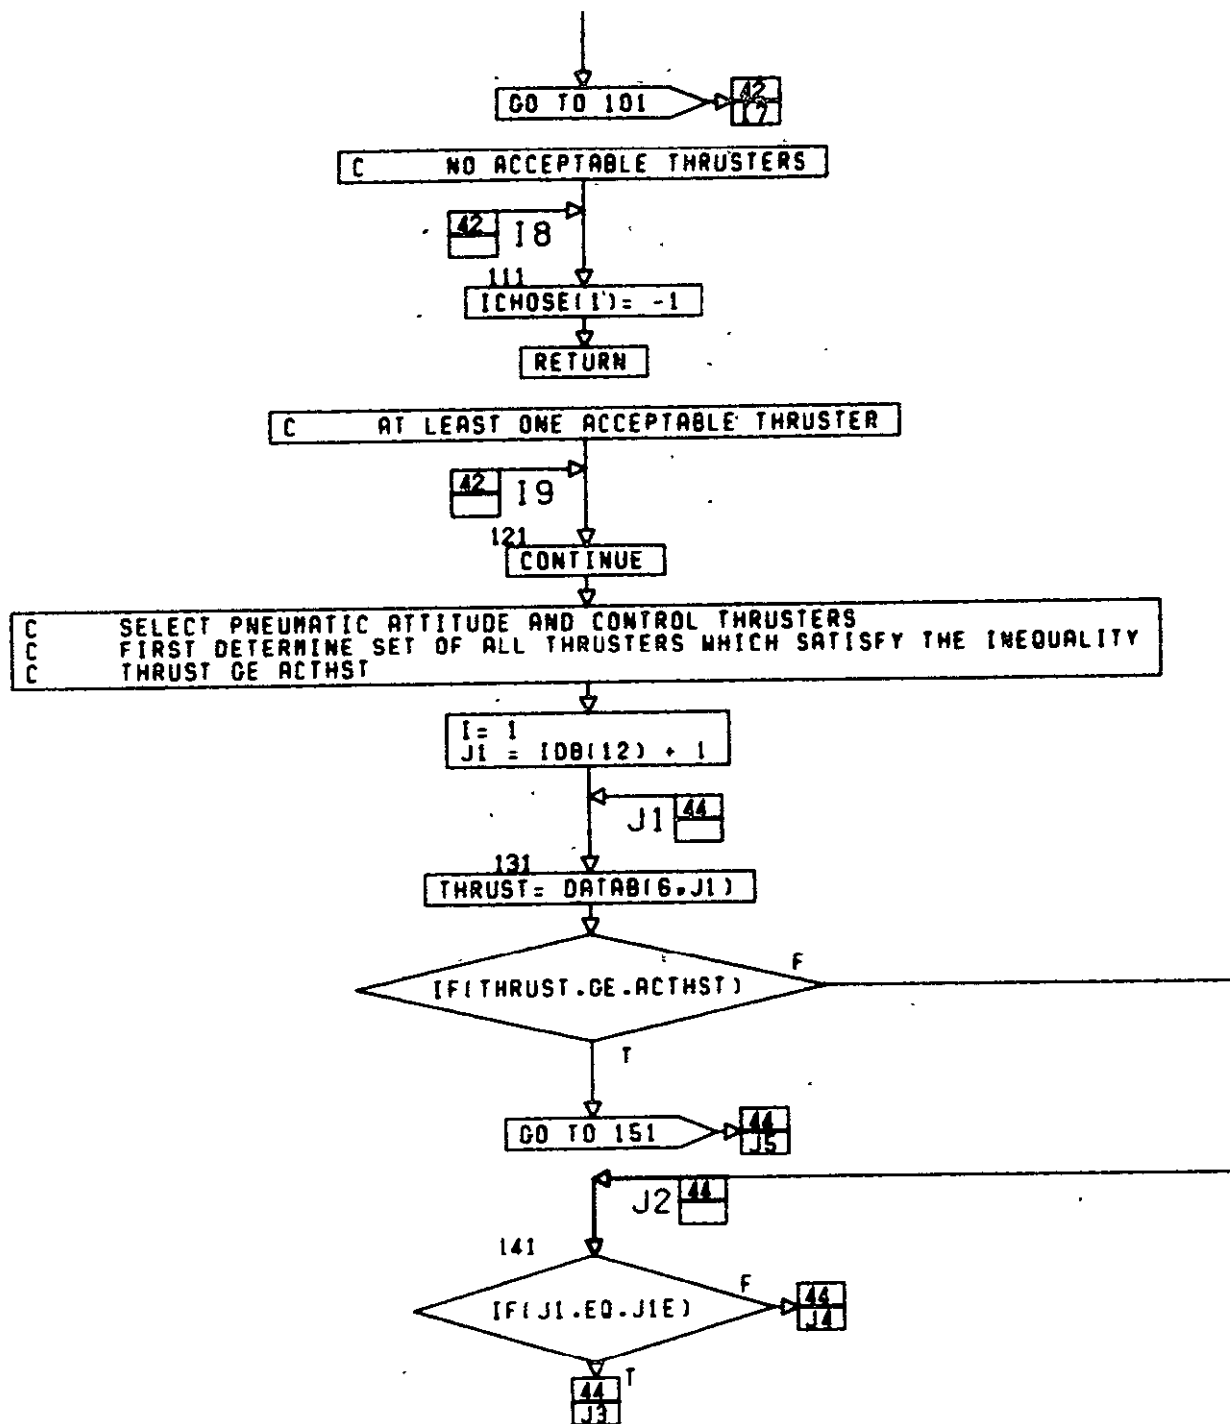 GO TO 101
42
I7
C NO ACCEPTABLE THRUSTERS
42
I8
111
ICHOSE(1)= -1
RETURN
C AT LEAST ONE ACCEPTABLE THRUSTER
42
I9
121
CONTINUE
C SELECT PNEUMATIC ATTITUDE AND CONTROL THRUSTERS
C FIRST DETERMINE SET OF ALL THRUSTERS WHICH SATISFY THE INEQUALITY
C THRUST GE ACTHST
I= 1
J1 = IDB(12) + 1
J1
44
131
THRUST= DATAB(6,J1)
IF(THRUST.GE.ACTHST)
F
T
GO TO 151
44
J5
J2
44
141
IF(J1.EQ.J1E)
F
44
J4
T
44
J3